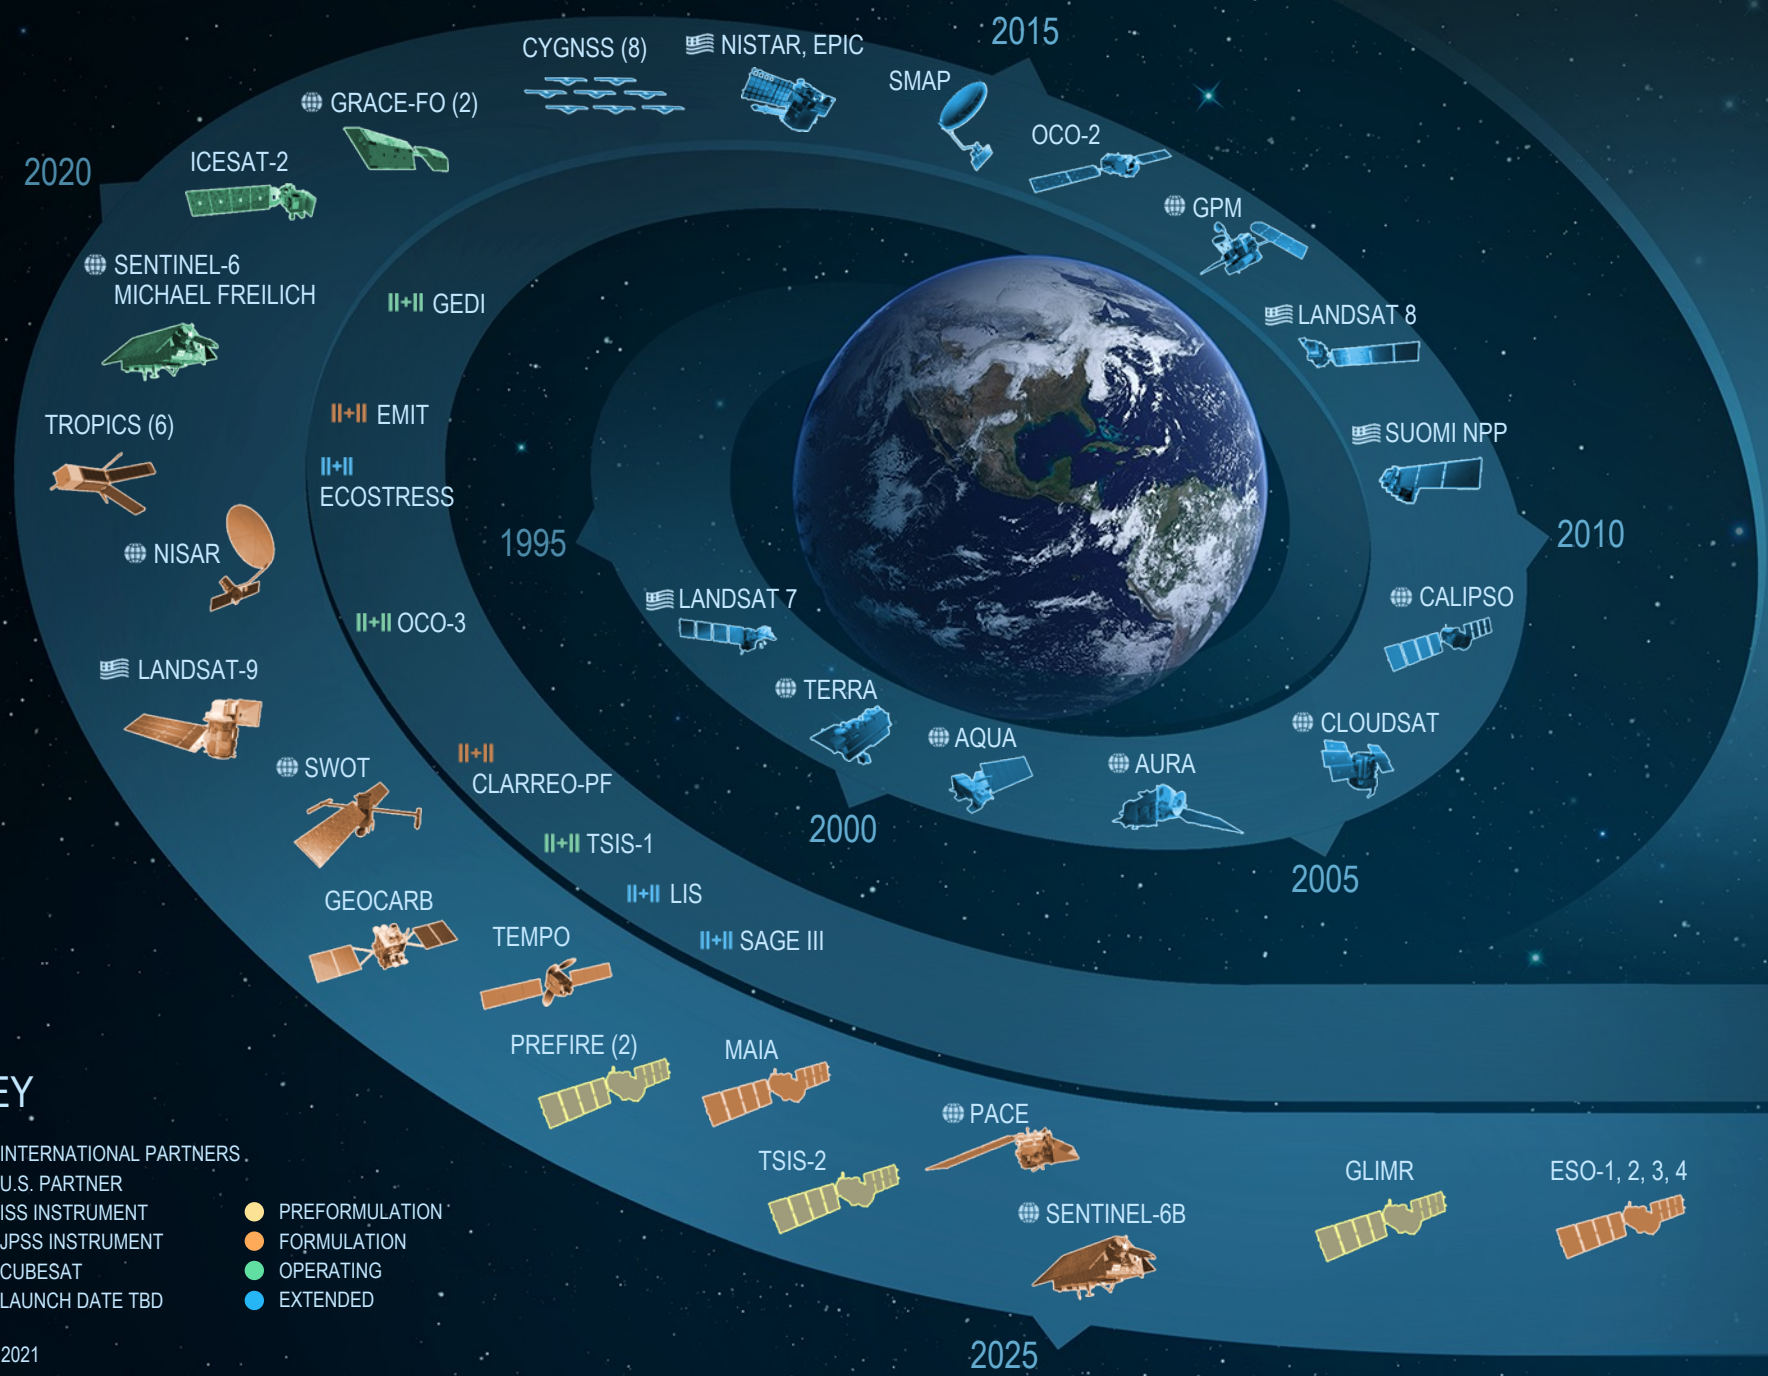 2015
CYGNSS (8)
NISTAR, EPIC
SMAP
GRACE-FO (2)
OCO-2
ICESAT-2
2020
GPM
SENTINEL-6
MICHAEL FREILICH
GEDI
LANDSAT 8
EMIT
TROPICS (6)
SUOMI NPP
ECOSTRESS
1995
2010
NISAR
LANDSAT 7
CALIPSO
OCO-3
LANDSAT-9
TERRA
AQUA
CLOUDSAT
AURA
SWOT
CLARREO-PF
2000
TSIS-1
2005
LIS
GEOCARB
TEMPO
SAGE III
PREFIRE (2)
MAIA
PACE
TSIS-2
GLIMR
ESO-1, 2, 3, 4
SENTINEL-6B
2025
EY
INTERNATIONAL PARTNERS
U.S. PARTNER
ISS INSTRUMENT
JPSS INSTRUMENT
CUBESAT
LAUNCH DATE TBD
PREFORMULATION
FORMULATION
OPERATING
EXTENDED
2021